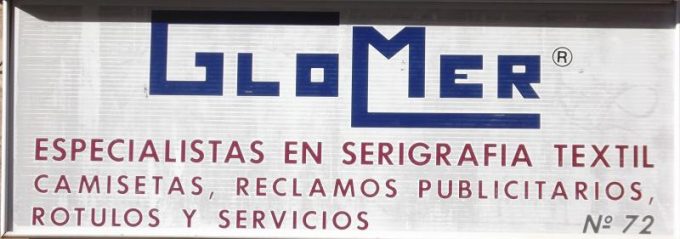 GLOMER ®
ESPECIALISTAS EN SERIGRAFIA TEXTIL
CAMISETAS, RECLAMOS PUBLICITARIOS,
ROTULOS Y SERVICIOS Nº 72